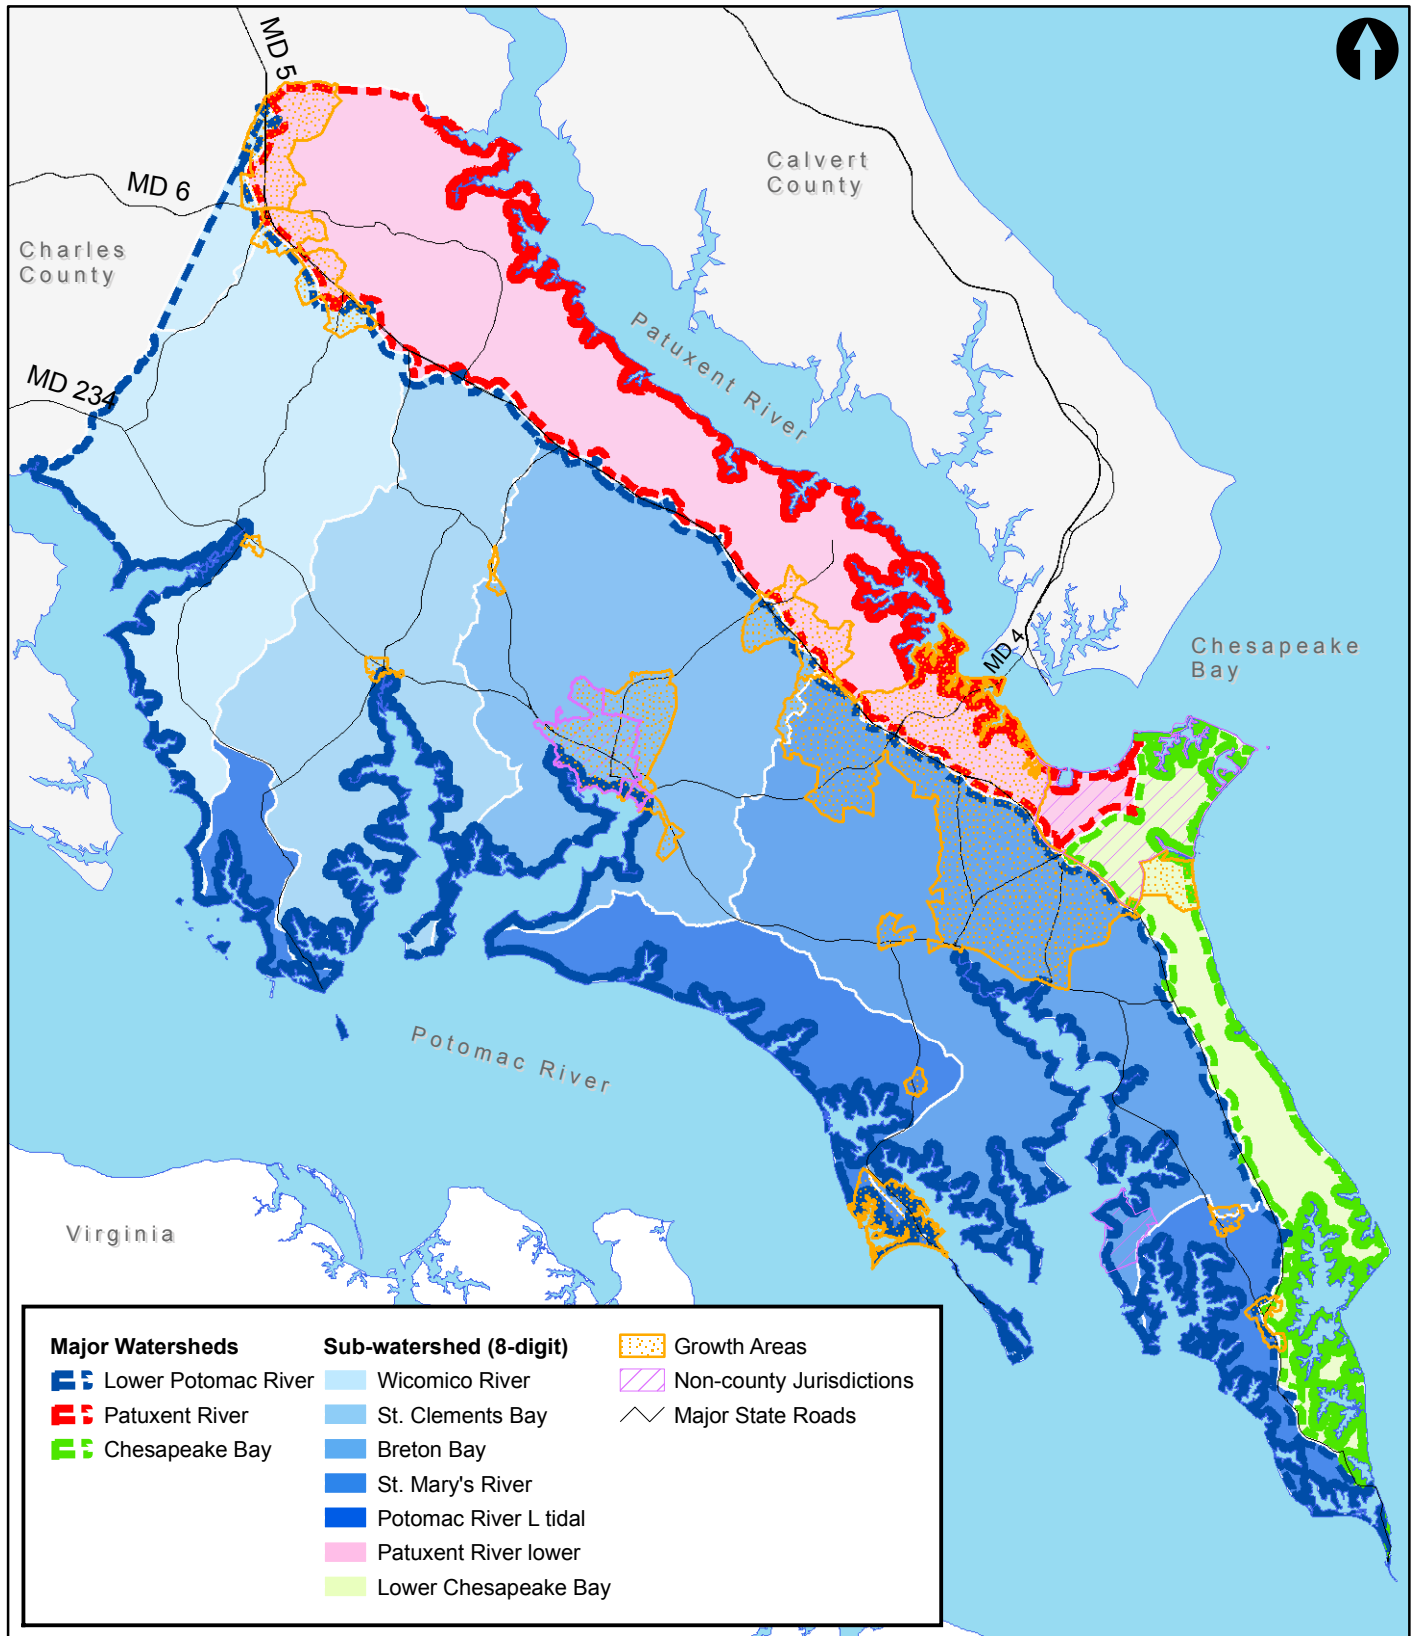 MD 5
MD 6
Calvert
County
Charles
County
Patuxent River
MD 234
MD 4
Chesapeake
Bay
Potomac River
Virginia
Major Watersheds
Lower Potomac River
Patuxent River
Chesapeake Bay
Sub-watershed (8-digit)
Wicomico River
St. Clements Bay
Breton Bay
St. Mary's River
Potomac River L tidal
Patuxent River lower
Lower Chesapeake Bay
Growth Areas
Non-county Jurisdictions
Major State Roads